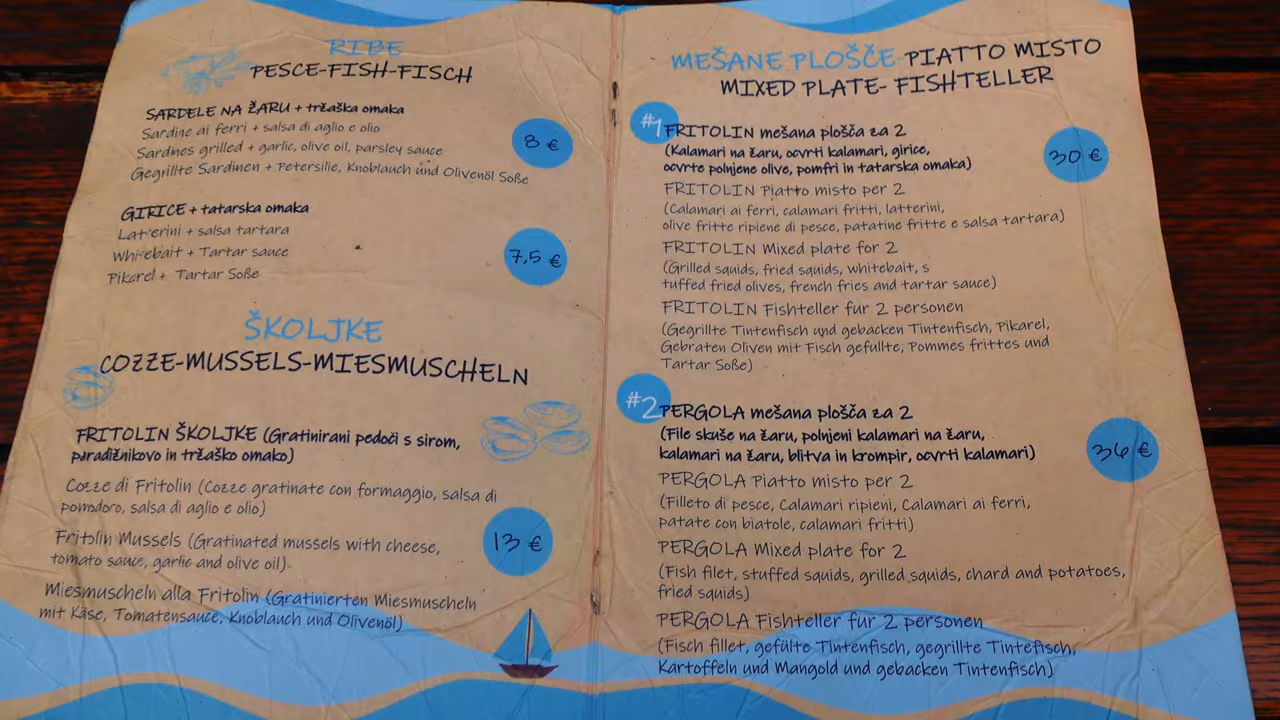 RIBE
PESCE-FISH-FISCH
SARDELE NA ŽARU + tržaška omaka
Sardine ai ferri + salsa di aglio e olio
Sardines grilled + garlic, olive oil, parsley sauce
Gegrillte Sardinen + Petersilie, Knoblauch und Olivenöl Soße
8 €
GIRICE + tatarska omaka
Latterini + salsa tartara
Whitebait + Tartar sauce
Pikarel + Tartar Soße
7,5 €
ŠKOLJKE
COZZE-MUSSELS-MIESMUSCHELN
FRITOLIN ŠKOLJKE (Gratinirani pedoči s sirom,
paradižnikovo in tržaško omako)
Cozze di Fritolin (Cozze gratinate con formaggio, salsa di
pomodoro, salsa di aglio e olio)
Fritolin Mussels (Gratinated mussels with cheese,
tomato sauce, garlic and olive oil)
13 €
Miesmuscheln alla Fritolin (Gratinierten Miesmuscheln
mit Käse, Tomatensauce, Knoblauch und Olivenöl)
MEŠANE PLOŠČE PIATTO MISTO
MIXED PLATE- FISHTELLER
#1 FRITOLIN mešana plošča za 2
(Kalamari na žaru, ocvrti kalamari, girice,
ocvrte polnjene olive, pomfri in tatarska omaka)
30 €
FRITOLIN Piatto misto per 2
(Calamari ai ferri, calamari fritti, latterini,
olive fritte ripiene di pesce, patatine fritte e salsa tartara)
FRITOLIN Mixed plate for 2
(Grilled squids, fried squids, whitebait, s
tuffed fried olives, french fries and tartar sauce)
FRITOLIN Fishteller fur 2 personen
(Gegrillte Tintenfisch und gebacken Tintenfisch, Pikarel,
Gebraten Oliven mit Fisch gefullte, Pommes frittes und
Tartar Soße)
#2 PERGOLA mešana plošča za 2
(File skuše na žaru, polnjeni kalamari na žaru,
kalamari na žaru, blitva in krompir, ocvrti kalamari)
36 €
PERGOLA Piatto misto per 2
(Filleto di pesce, Calamari ripieni, Calamari ai ferri,
patate con biatole, calamari fritti)
PERGOLA Mixed plate for 2
(Fish filet, stuffed squids, grilled squids, chard and potatoes,
fried squids)
PERGOLA Fishteller fur 2 personen
(Fisch fillet, gefülte Tintenfisch, gegrillte Tintefisch,
Kartoffeln und Mangold und gebacken Tintenfisch)